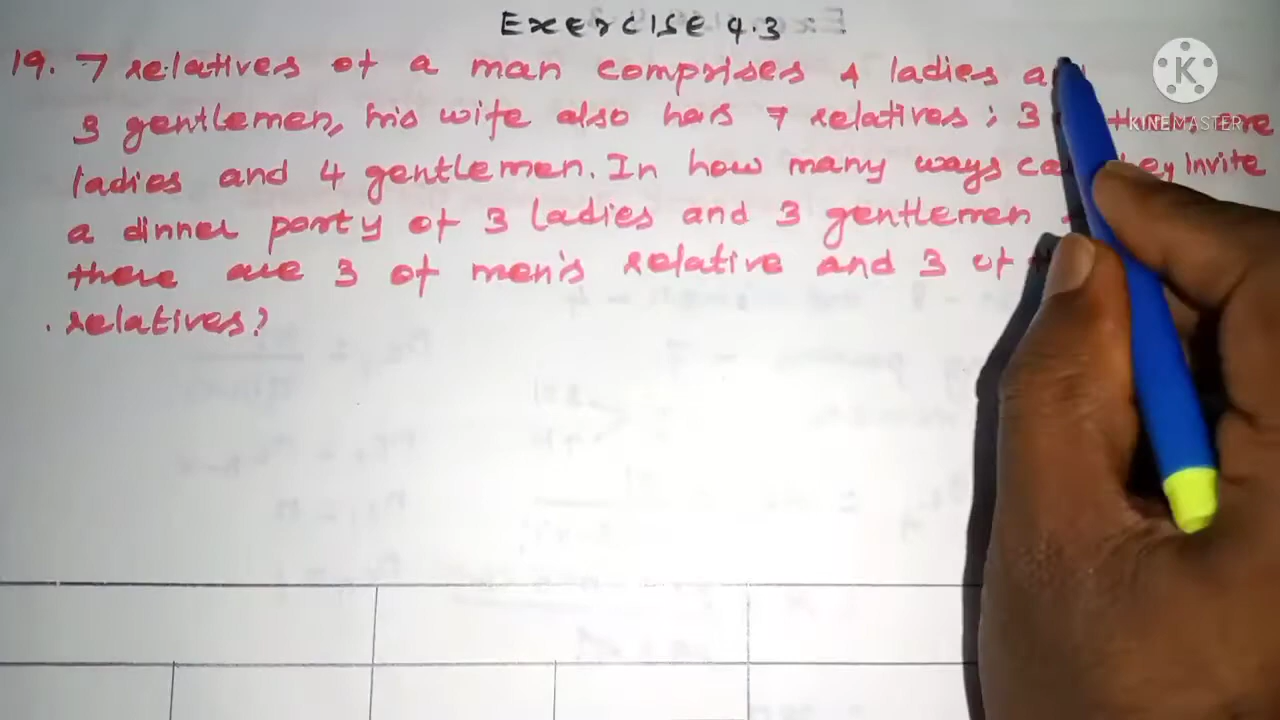 Exercise 4.3 :
19. 7 relatives of a man comprises 4 ladies
3 gentlemen, his wife also has 7 relatives; 3
ladies and 4 gentlemen. In how many ways invite
a dinner party of 3 ladies and 3 gentlemen
there are 3 of men's relative and 3 of
relatives?
K
KINEMASTER